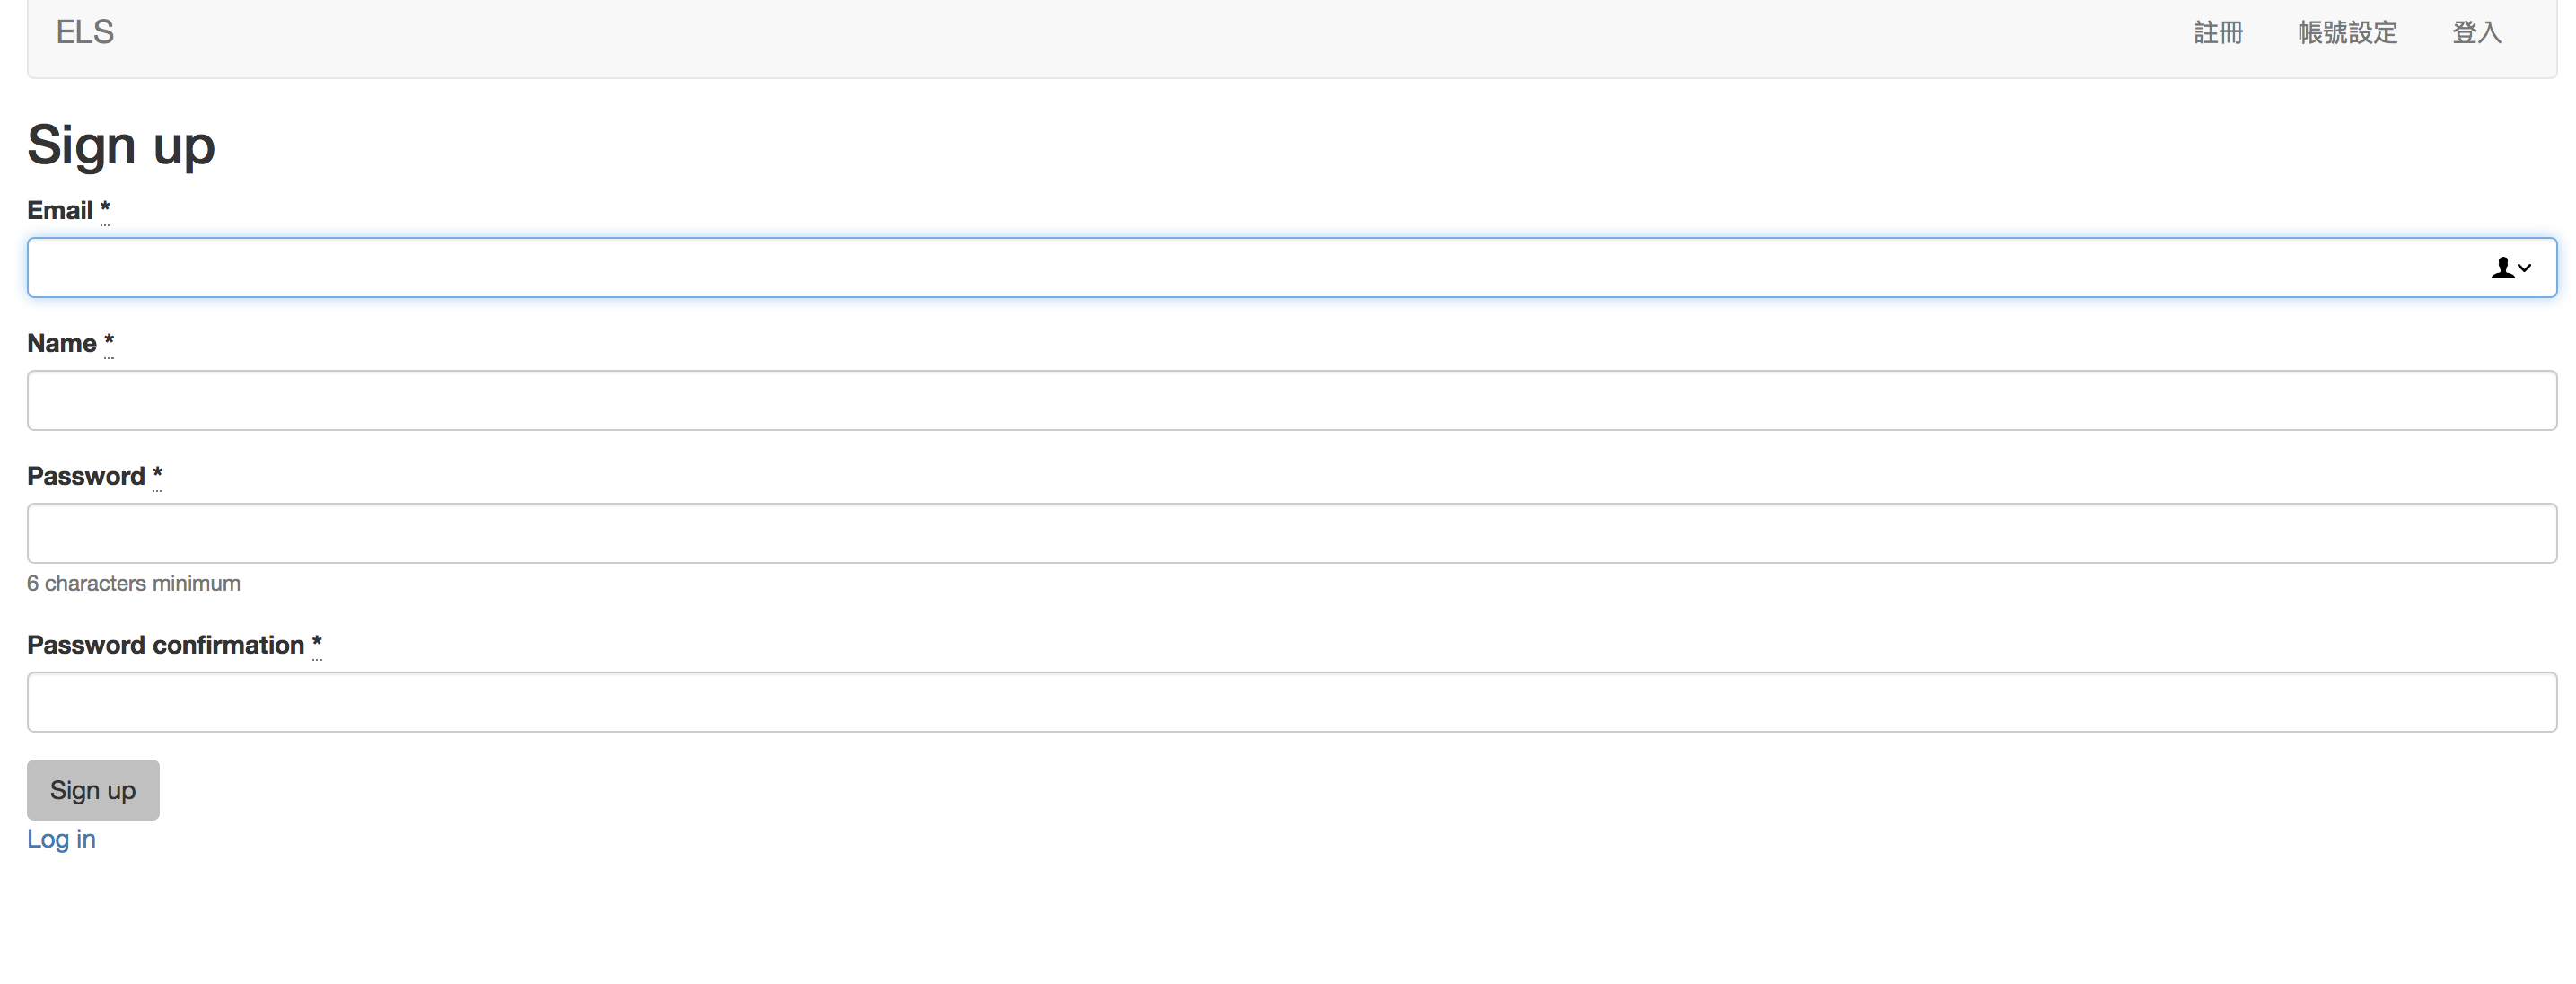 ELS 註冊 帳號設定 登入
Sign up
Email *
Name *
Password *
6 characters minimum
Password confirmation *
Sign up
Log in